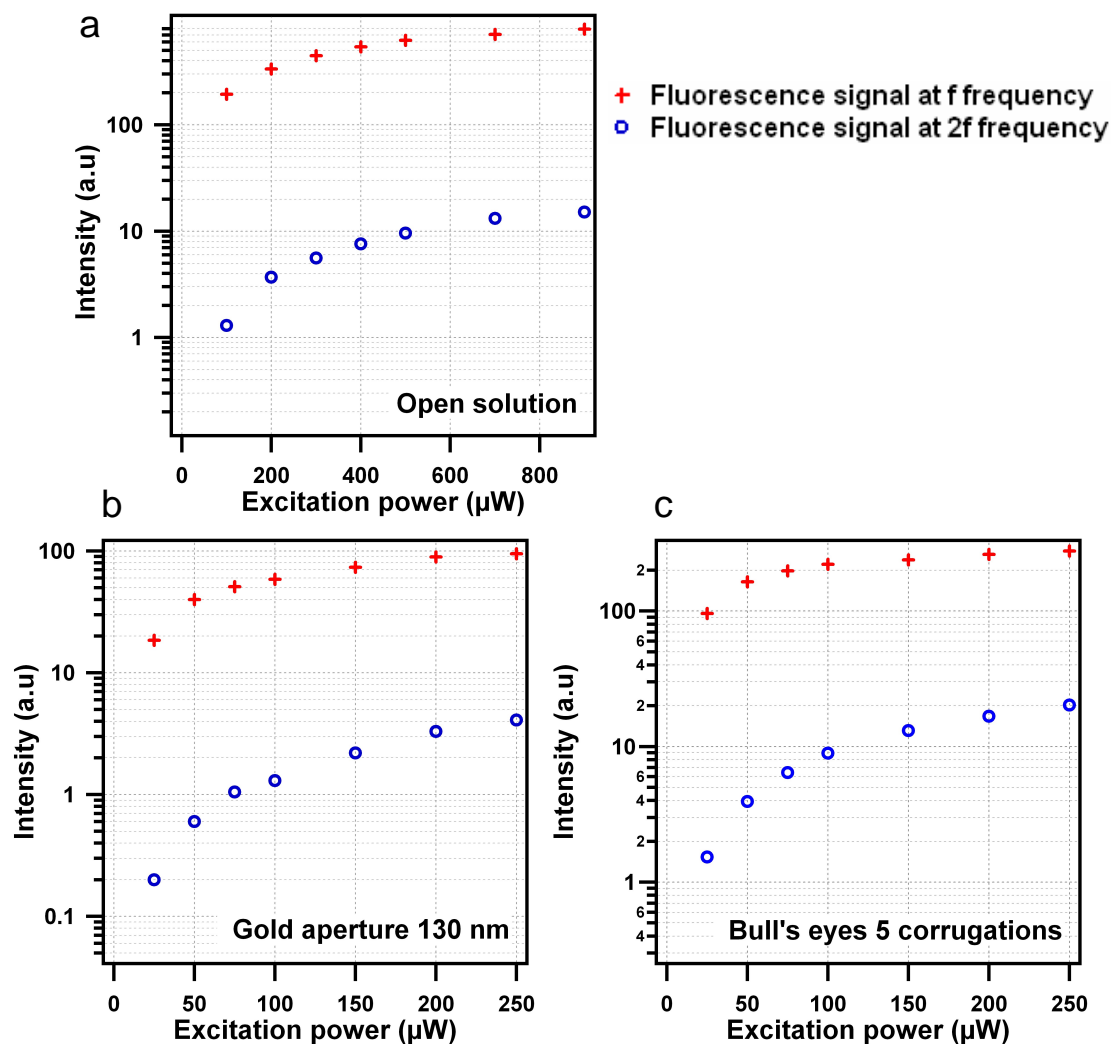 a
100
10
1
Intensity (a.u)
Open solution
0 200 400 600 800
Excitation power (µW)
Fluorescence signal at f frequency
Fluorescence signal at 2f frequency
b
100
10
1
0.1
Intensity (a.u)
Gold aperture 130 nm
0 50 100 150 200 250
Excitation power (µW)
c
2
100
6
4
2
10
6
4
2
1
6
4
Intensity (a.u)
Bull's eyes 5 corrugations
0 50 100 150 200 250
Excitation power (µW)